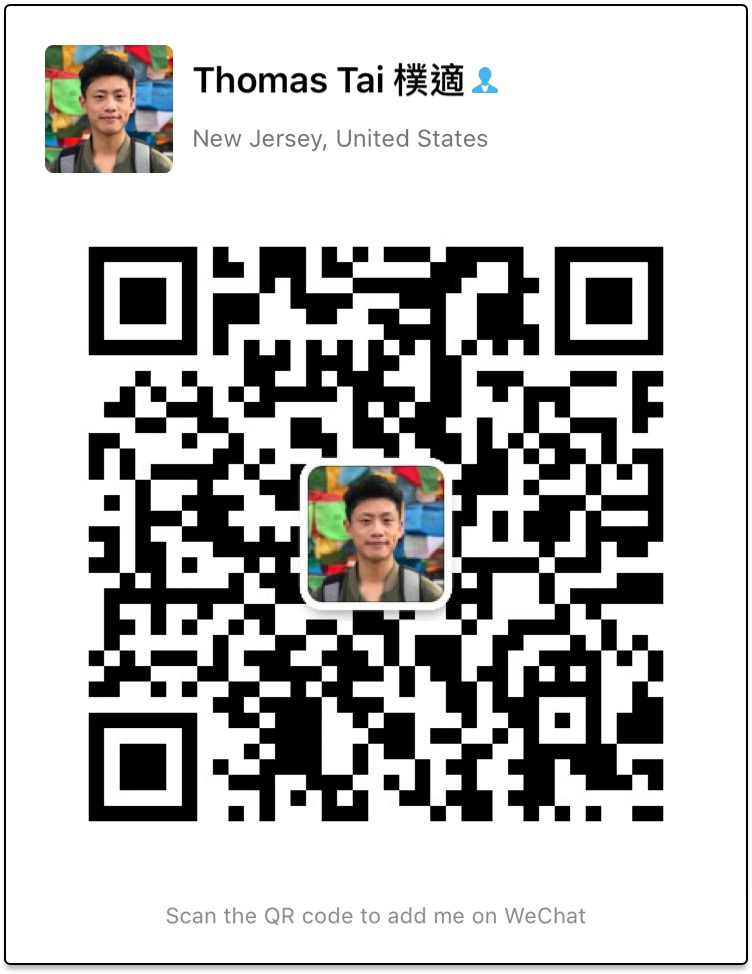 Thomas Tai 樸適
New Jersey, United States
Scan the QR code to add me on WeChat